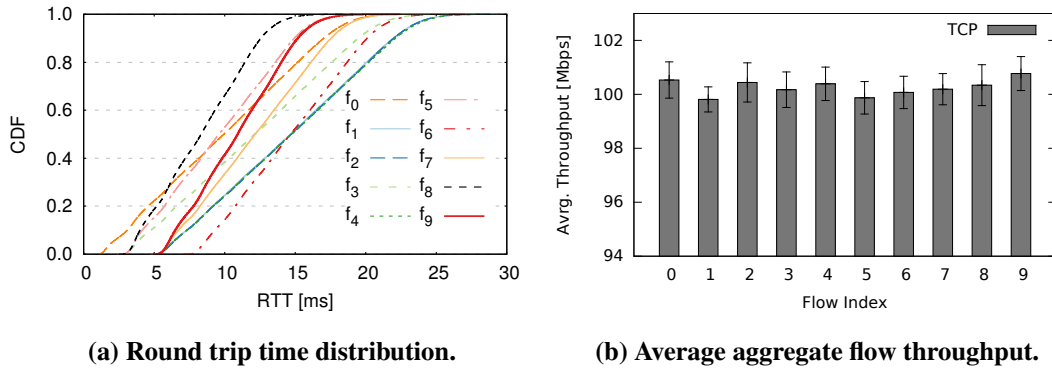 1.0
0.8
0.6
0.4
0.2
0.0
CDF
0 5 10 15 20 25 30
RTT [ms]
f0 f5
f1 f6
f2 f7
f3 f8
f4 f9
(a) Round trip time distribution.
102
100
98
96
94
Avrg. Throughput [Mbps]
TCP
0 1 2 3 4 5 6 7 8 9
Flow Index
(b) Average aggregate flow throughput.